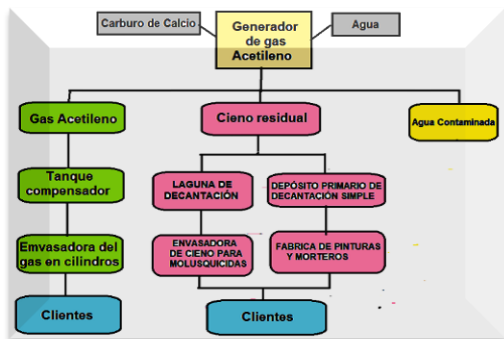 Carburo de Calcio
Generador
de gas
Acetileno
Agua
Gas Acetileno
Cieno residual
Agua Contaminada
Tanque
compensador
LAGUNA DE
DECANTACIÓN
DEPÓSITO PRIMARIO DE
DECANTACIÓN SIMPLE
Emvasadora del
gas en cilindros
ENVASADORA
DE CIENO PARA
MOLUSQUICIDAS
FABRICA DE PINTURAS
Y MORTEROS
Clientes
Clientes